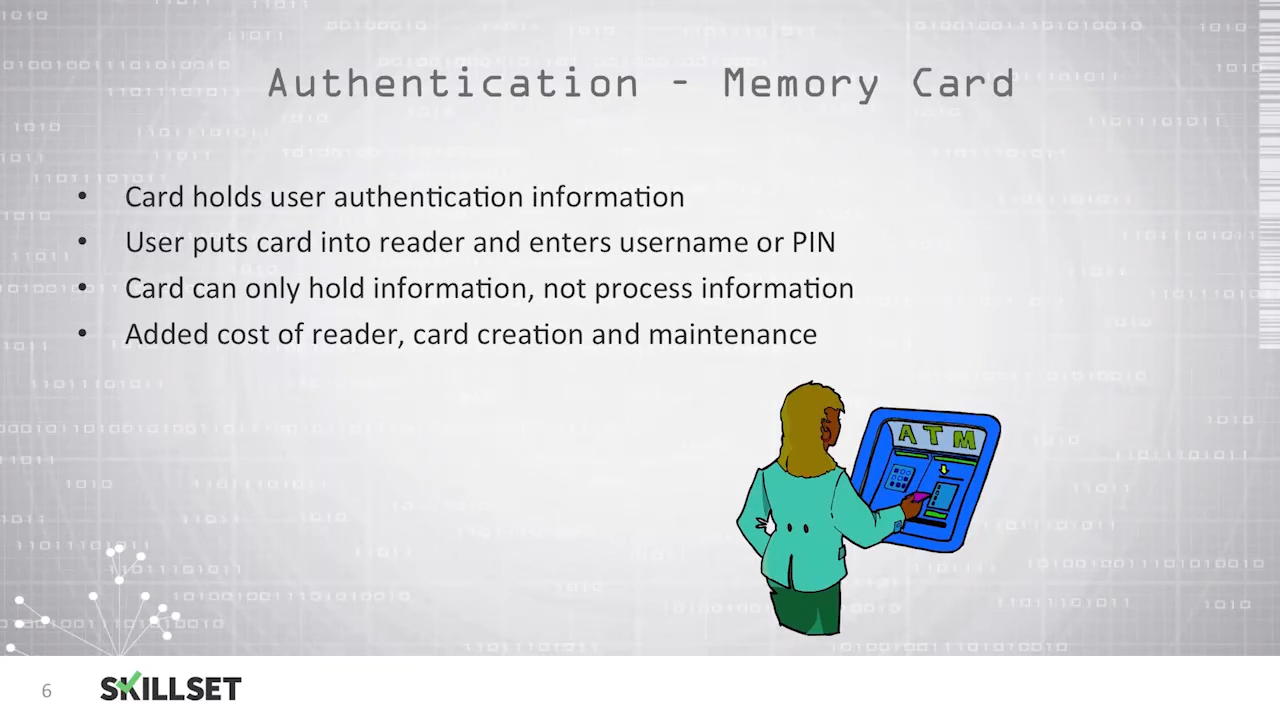 Authentication - Memory Card
• Card holds user authentication information
• User puts card into reader and enters username or PIN
• Card can only hold information, not process information
• Added cost of reader, card creation and maintenance
ATM
6
SKILLSET